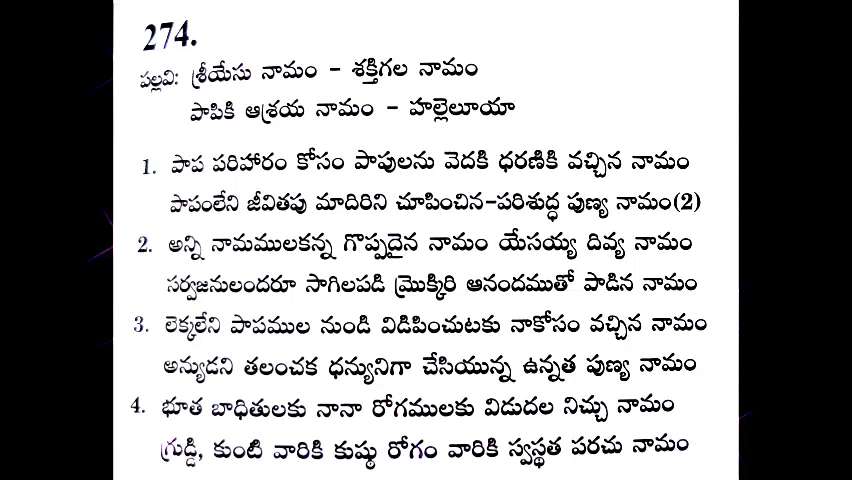 274.
పల్లవి: శ్రీయేసు నామం - శక్తిగల నామం
పాపికి ఆశ్రయ నామం - హల్లెలూయా
1. పాప పరిహారం కోసం పాపులను వెదకి ధరణికి వచ్చిన నామం
పాపంలేని జీవితపు మాదిరిని చూపించిన-పరిశుద్ధ పుణ్య నామం(2)
2. అన్ని నామములకన్న గొప్పదైన నామం యేసయ్య దివ్య నామం
సర్వజనులందరూ సాగిలపడి మ్రొక్కిరి ఆనందముతో పాడిన నామం
3. లెక్కలేని పాపముల నుండి విడిపించుటకు నాకోసం వచ్చిన నామం
అన్యుడని తలంచక ధన్యునిగా చేసియున్న ఉన్నత పుణ్య నామం
4. భూత బాధితులకు నానా రోగములకు విడుదల నిచ్చు నామం
గ్రుడ్డి, కుంటి వారికి కుష్ఠు రోగం వారికి స్వస్థత పరచు నామం